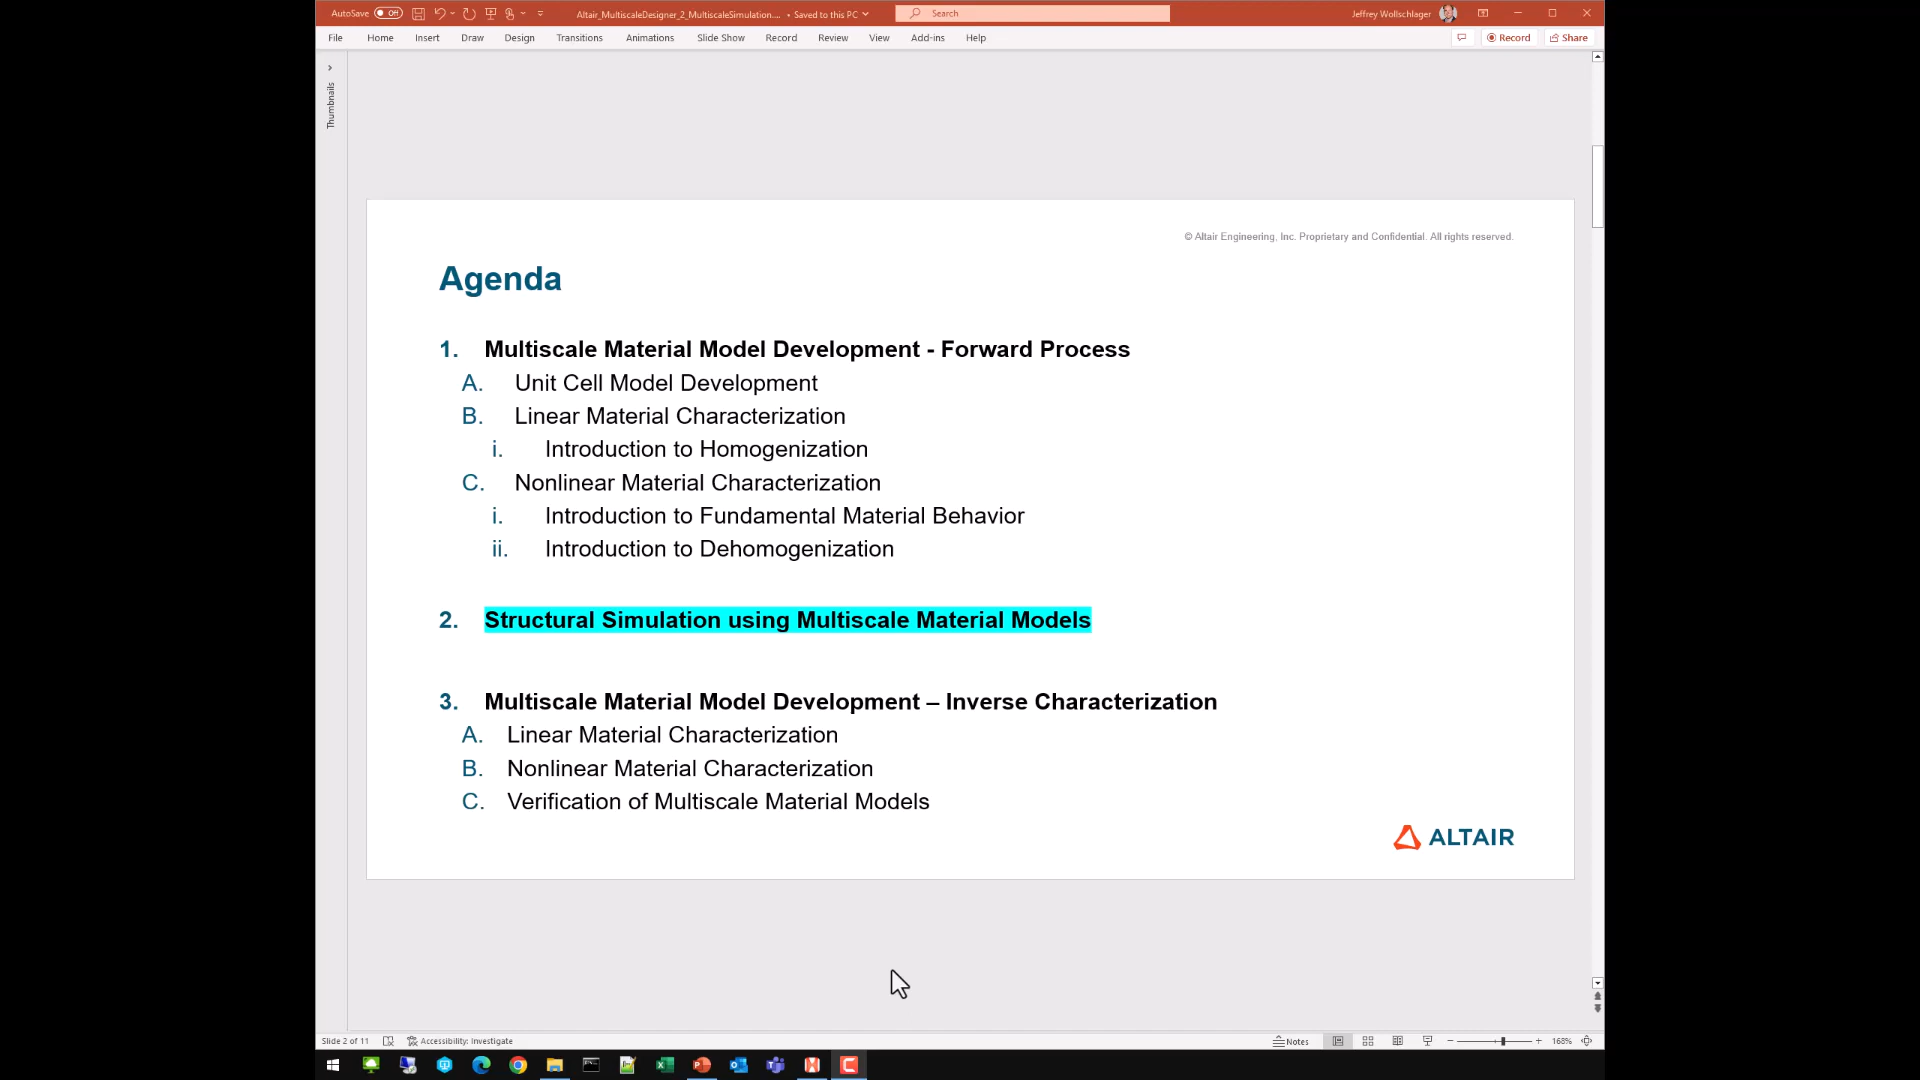 AutoSave Off Altair_MultiscaleDesigner_2_MultiscaleSimulation.... • Saved to this PC Search Jeffrey Wollschlager
File Home Insert Draw Design Transitions Animations Slide Show Record Review View Add-ins Help Record Share
Thumbnails
© Altair Engineering, Inc. Proprietary and Confidential. All rights reserved.
Agenda
1. Multiscale Material Model Development - Forward Process
A. Unit Cell Model Development
B. Linear Material Characterization
i. Introduction to Homogenization
C. Nonlinear Material Characterization
i. Introduction to Fundamental Material Behavior
ii. Introduction to Dehomogenization
2. Structural Simulation using Multiscale Material Models
3. Multiscale Material Model Development – Inverse Characterization
A. Linear Material Characterization
B. Nonlinear Material Characterization
C. Verification of Multiscale Material Models
ALTAIR
Slide 2 of 11 Accessibility: Investigate Notes 168%